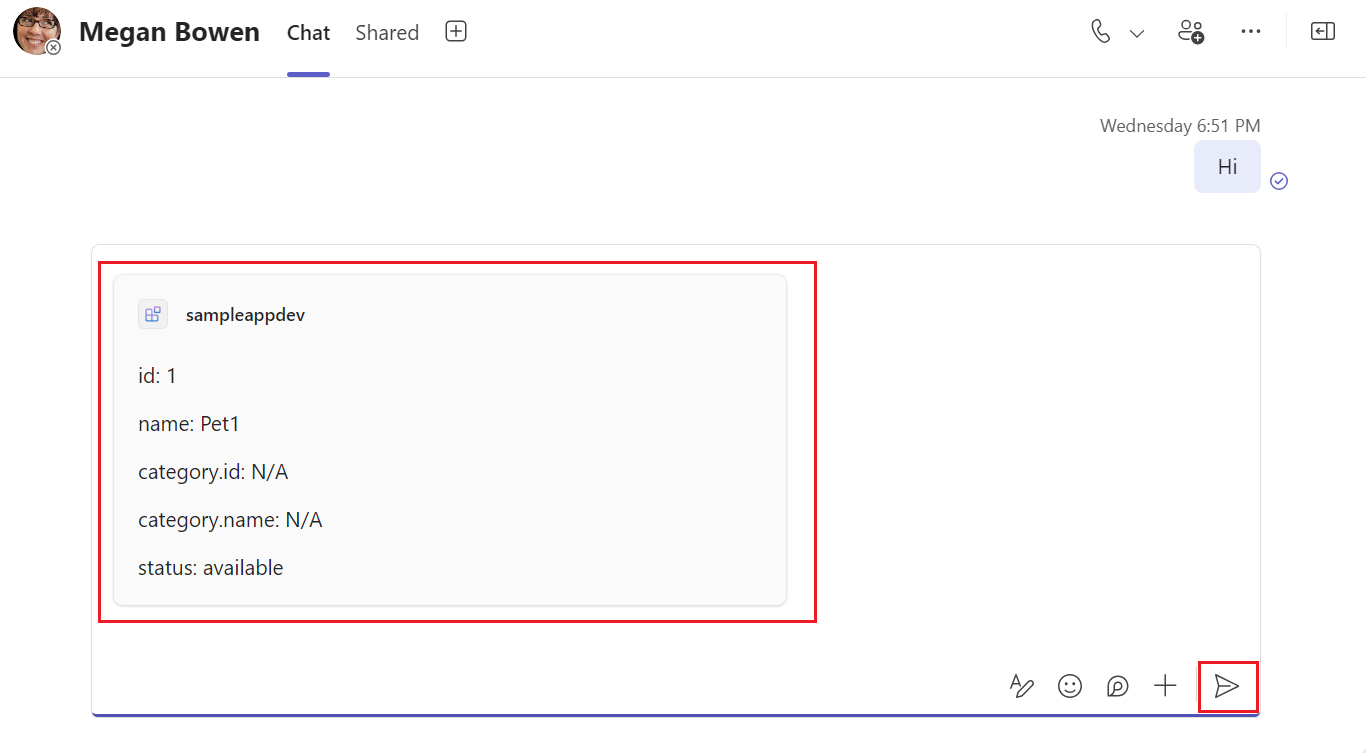 Megan Bowen Chat Shared
Wednesday 6:51 PM
Hi
sampleappdev
id: 1
name: Pet1
category.id: N/A
category.name: N/A
status: available